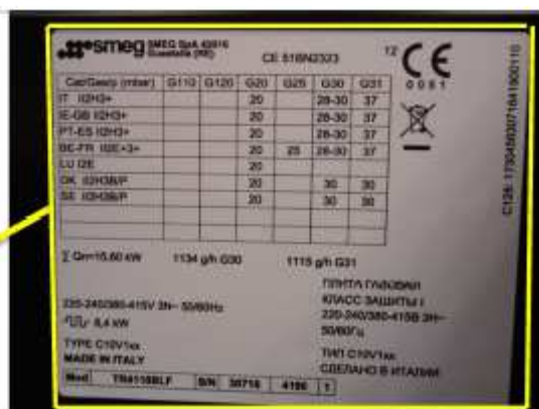 smeg SMEG SpA 42016
Guastalla (RE)
CE 51BN2323
12 CE
0051
Cat/Gas/p (mbar) G110 G120 G20 G25 G30 G31
IT II2H3+ 20 28-30 37
IE-GB II2H3+ 20 28-30 37
PT-ES II2H3+ 20 28-30 37
BE-FR II2E+3+ 20 25 28-30 37
LU I2E 20
DK II2H3B/P 20 30 30
SE II2H3B/P 20 30 30
Σ Qn=15,60 kW 1134 g/h G30 1115 g/h G31
220-240/380-415V 3N~ 50/60Hz
8,4 kW
TYPE C10V1xx
MADE IN ITALY
ПЛИТА ГАЗОВАЯ
КЛАСС ЗАЩИТЫ I
220-240/380-415В 3Н~
50/60Гц
ТИП C10V1xx
СДЕЛАНО В ИТАЛИИ
Mod S/N 30716 4190 1